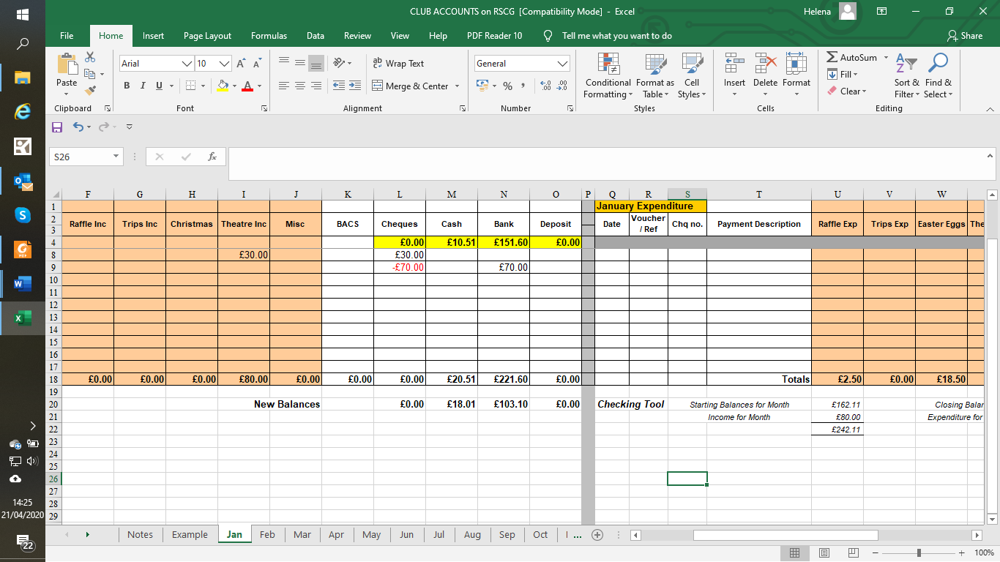 CLUB ACCOUNTS on RSCG [Compatibility Mode] - Excel
Helena
File Home Insert Page Layout Formulas Data Review View Help PDF Reader 10 Tell me what you want to do Share
Paste
Clipboard
Arial 10 A A
B I U A
Font
ab Wrap Text
Merge & Center
Alignment
General
% ,
Number
Conditional Formatting
Format as Table
Cell Styles
Styles
Insert Delete Format
Cells
AutoSum
Fill
Clear
Sort & Filter
Find & Select
Editing
S26 fx
F G H I J K L M N O P Q R S T U V W
1 January Expenditure
2 Raffle Inc Trips Inc Christmas Theatre Inc Misc BACS Cheques Cash Bank Deposit Date Voucher / Ref Chq no. Payment Description Raffle Exp Trips Exp Easter Eggs The
3
4 £0.00 £10.51 £151.60 £0.00
8 £30.00 £30.00
9 -£70.00 £70.00
10
11
12
13
14
15
16
17
18 £0.00 £0.00 £0.00 £80.00 £0.00 £0.00 £0.00 £20.51 £221.60 £0.00 Totals £2.50 £0.00 £18.50
19
20 New Balances £0.00 £18.01 £103.10 £0.00 Checking Tool Starting Balances for Month £162.11 Closing Balar
21 Income for Month £80.00 Expenditure for
22 £242.11
23
24
25
26
27
28
29
Notes Example Jan Feb Mar Apr May Jun Jul Aug Sep Oct I ...
100%
14:25
21/04/2020
22